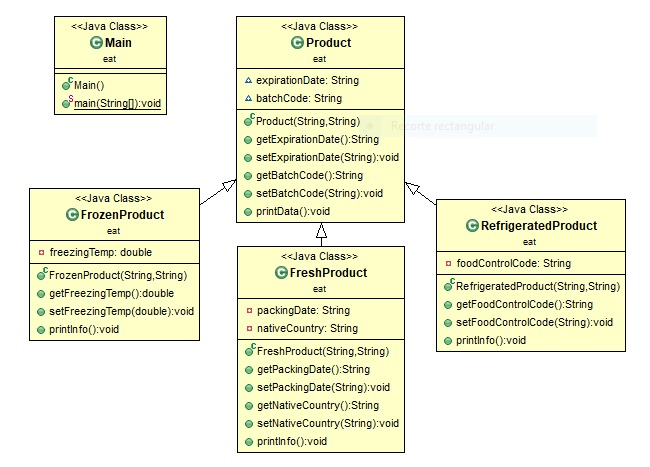 <<Java Class>>
Main
eat
Main()
main(String[]):void
<<Java Class>>
Product
eat
expirationDate: String
batchCode: String
Product(String,String)
getExpirationDate():String
setExpirationDate(String):void
getBatchCode():String
setBatchCode(String):void
printData():void
Recorte rectangular
<<Java Class>>
FrozenProduct
eat
freezingTemp: double
FrozenProduct(String,String)
getFreezingTemp():double
setFreezingTemp(double):void
printInfo():void
<<Java Class>>
FreshProduct
eat
packingDate: String
nativeCountry: String
FreshProduct(String,String)
getPackingDate():String
setPackingDate(String):void
getNativeCountry():String
setNativeCountry(String):void
printInfo():void
<<Java Class>>
RefrigeratedProduct
eat
foodControlCode: String
RefrigeratedProduct(String,String)
getFoodControlCode():String
setFoodControlCode(String):void
printInfo():void